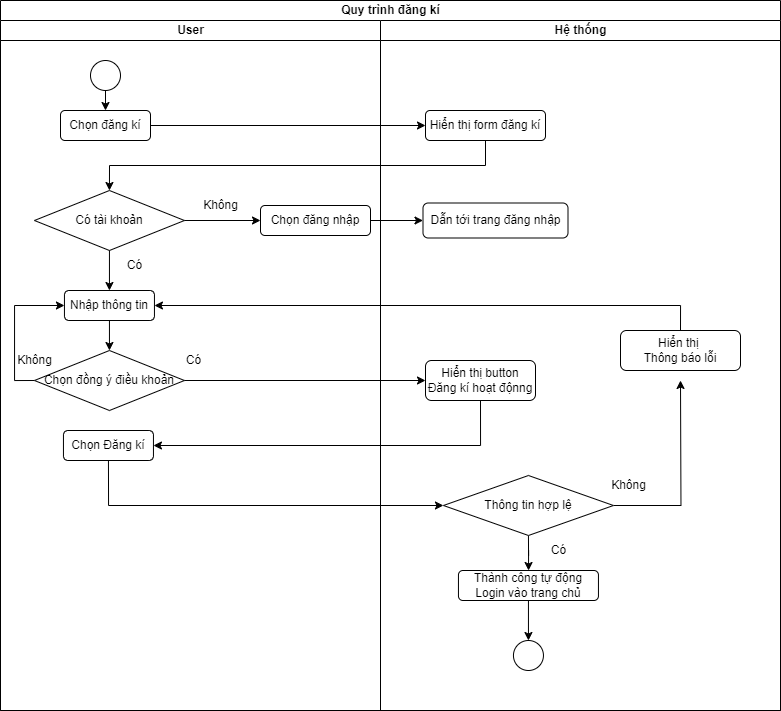 Quy trình đăng kí
User
Hệ thống
Chọn đăng kí
Hiển thị form đăng kí
Có tài khoản
Không
Chọn đăng nhập
Dẫn tới trang đăng nhập
Có
Nhập thông tin
Hiển thị
Thông báo lỗi
Không
Chọn đồng ý điều khoản
Có
Hiển thị button
Đăng kí hoạt độnng
Chọn Đăng kí
Thông tin hợp lệ
Không
Có
Thành công tự động
Login vào trang chủ